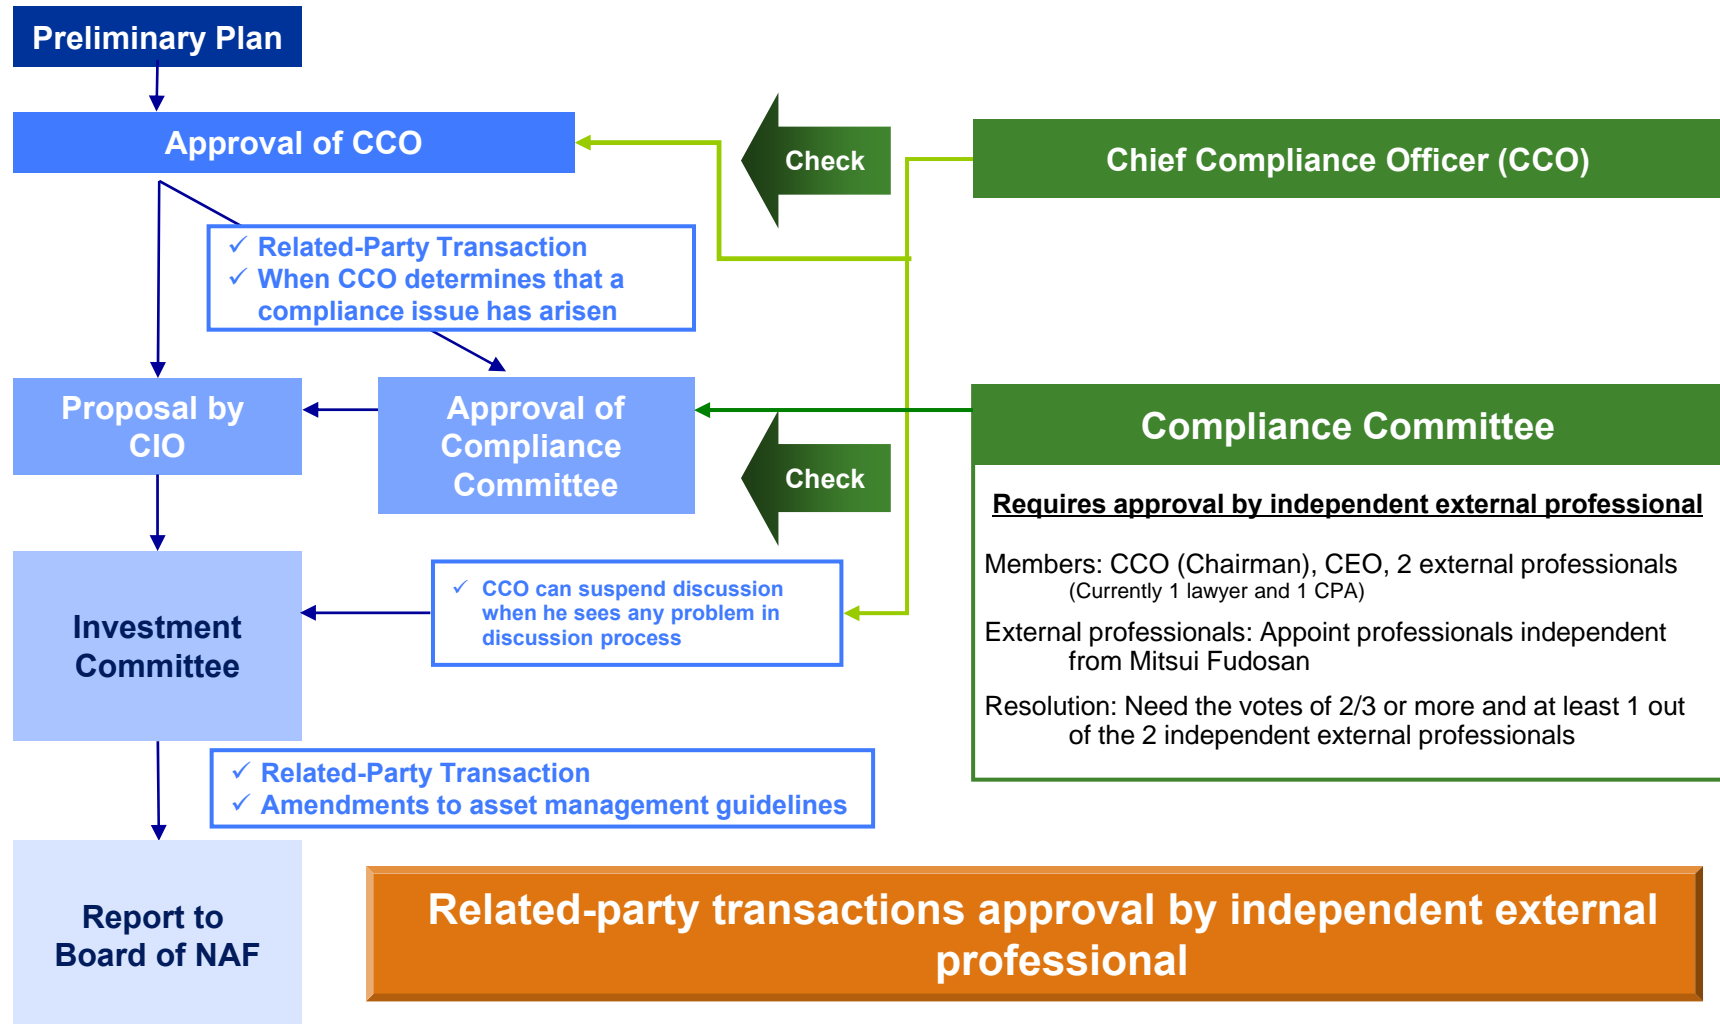 Preliminary Plan
Approval of CCO
Check
Chief Compliance Officer (CCO)
✓ Related-Party Transaction
✓ When CCO determines that a
compliance issue has arisen
Proposal by
CIO
Approval of
Compliance
Committee
Check
Compliance Committee
Requires approval by independent external professional
Members: CCO (Chairman), CEO, 2 external professionals
(Currently 1 lawyer and 1 CPA)
External professionals: Appoint professionals independent
from Mitsui Fudosan
Resolution: Need the votes of 2/3 or more and at least 1 out
of the 2 independent external professionals
Investment
Committee
✓ CCO can suspend discussion
when he sees any problem in
discussion process
✓ Related-Party Transaction
✓ Amendments to asset management guidelines
Report to
Board of NAF
Related-party transactions approval by independent external
professional